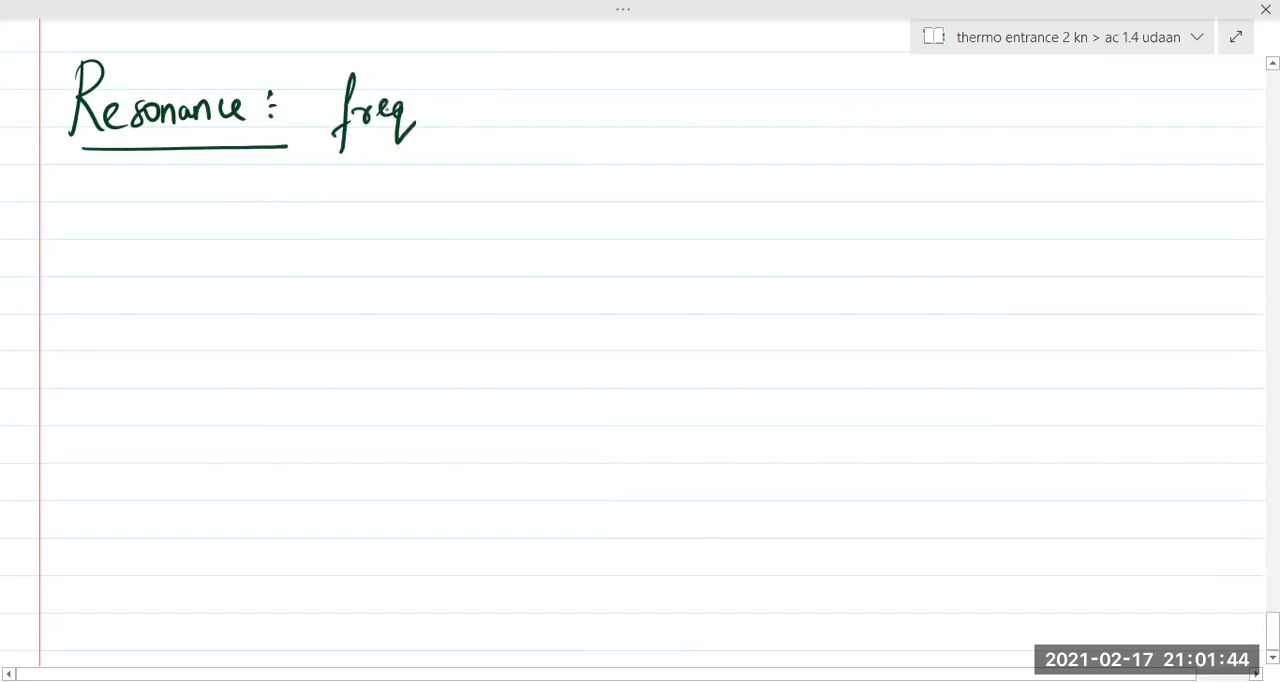 ...
thermo entrance 2 kn > ac 1.4 udaan
Resonance : freq
2021-02-17 21:01:44